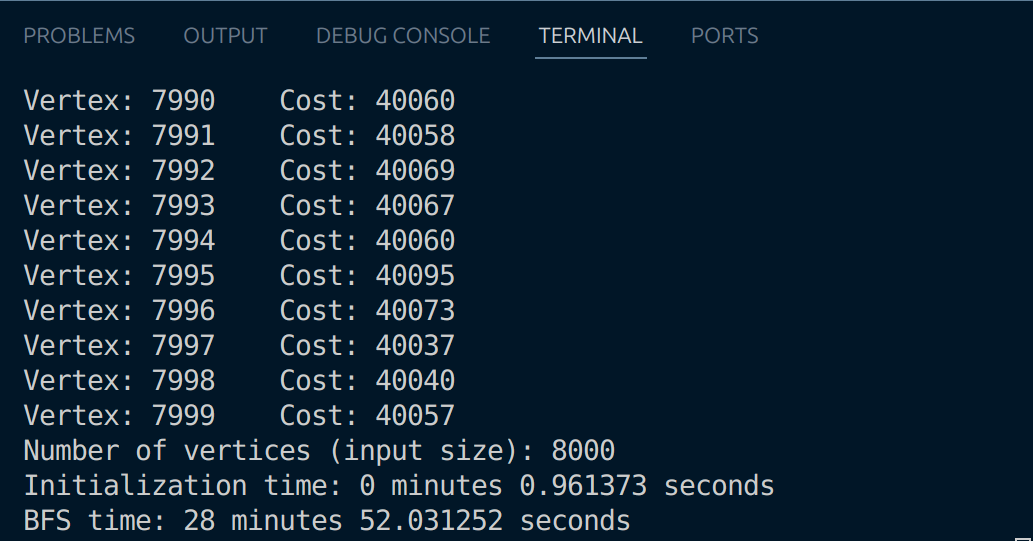 PROBLEMS OUTPUT DEBUG CONSOLE TERMINAL PORTS
Vertex: 7990 Cost: 40060
Vertex: 7991 Cost: 40058
Vertex: 7992 Cost: 40069
Vertex: 7993 Cost: 40067
Vertex: 7994 Cost: 40060
Vertex: 7995 Cost: 40095
Vertex: 7996 Cost: 40073
Vertex: 7997 Cost: 40037
Vertex: 7998 Cost: 40040
Vertex: 7999 Cost: 40057
Number of vertices (input size): 8000
Initialization time: 0 minutes 0.961373 seconds
BFS time: 28 minutes 52.031252 seconds